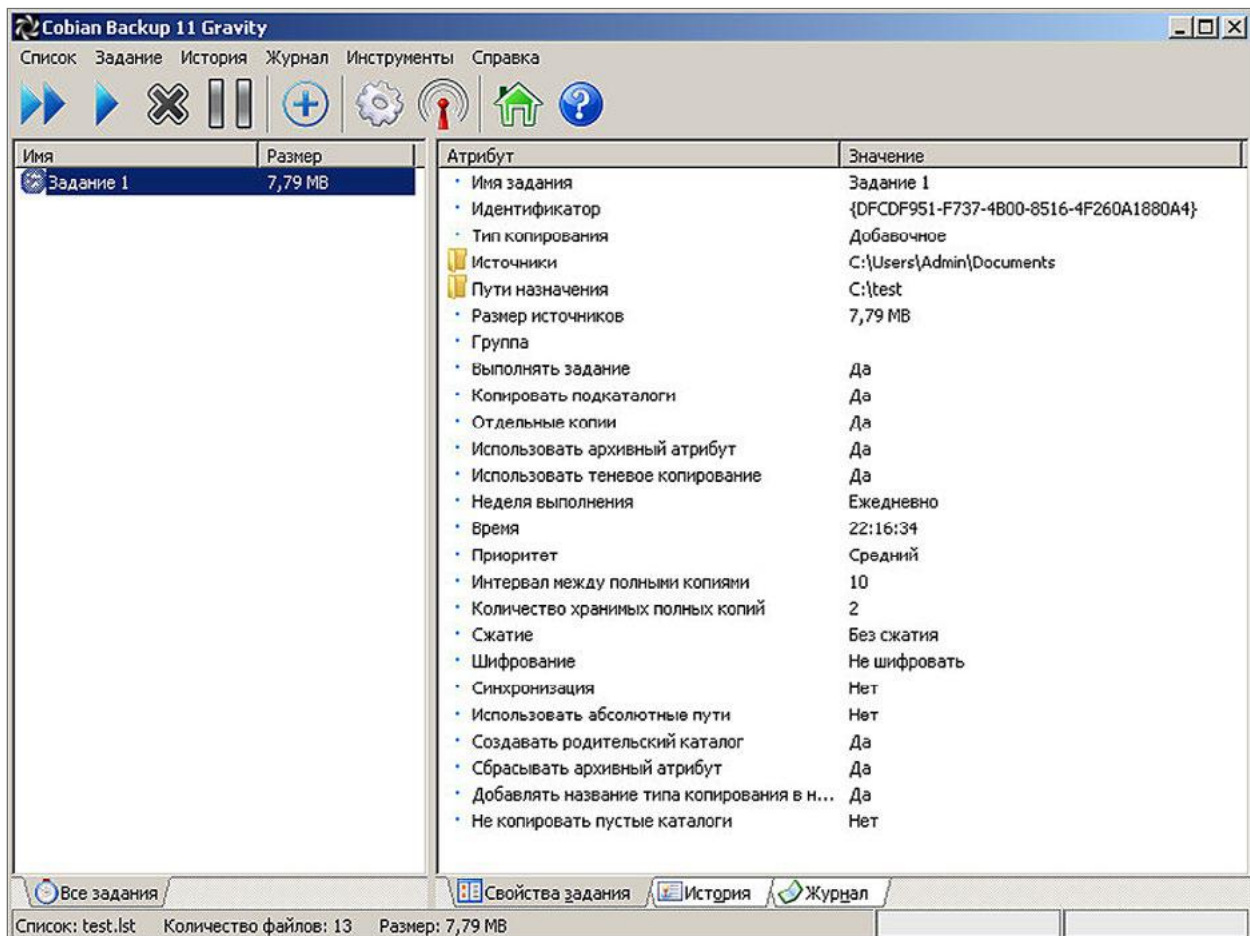 Cobian Backup 11 Gravity
Список Задание История Журнал Инструменты Справка
Имя Размер
Задание 1 7,79 MB
Атрибут Значение
Имя задания Задание 1
Идентификатор {DFCDF951-F737-4B00-8516-4F260A1880A4}
Тип копирования Добавочное
Источники C:\Users\Admin\Documents
Пути назначения C:\test
Размер источников 7,79 MB
Группа
Выполнять задание Да
Копировать подкаталоги Да
Отдельные копии Да
Использовать архивный атрибут Да
Использовать теневое копирование Да
Неделя выполнения Ежедневно
Время 22:16:34
Приоритет Средний
Интервал между полными копиями 10
Количество хранимых полных копий 2
Сжатие Без сжатия
Шифрование Не шифровать
Синхронизация Нет
Использовать абсолютные пути Нет
Создавать родительский каталог Да
Сбрасывать архивный атрибут Да
Добавлять название типа копирования в н... Да
Не копировать пустые каталоги Нет
Все задания
Свойства задания История Журнал
Список: test.lst Количество файлов: 13 Размер: 7,79 MB